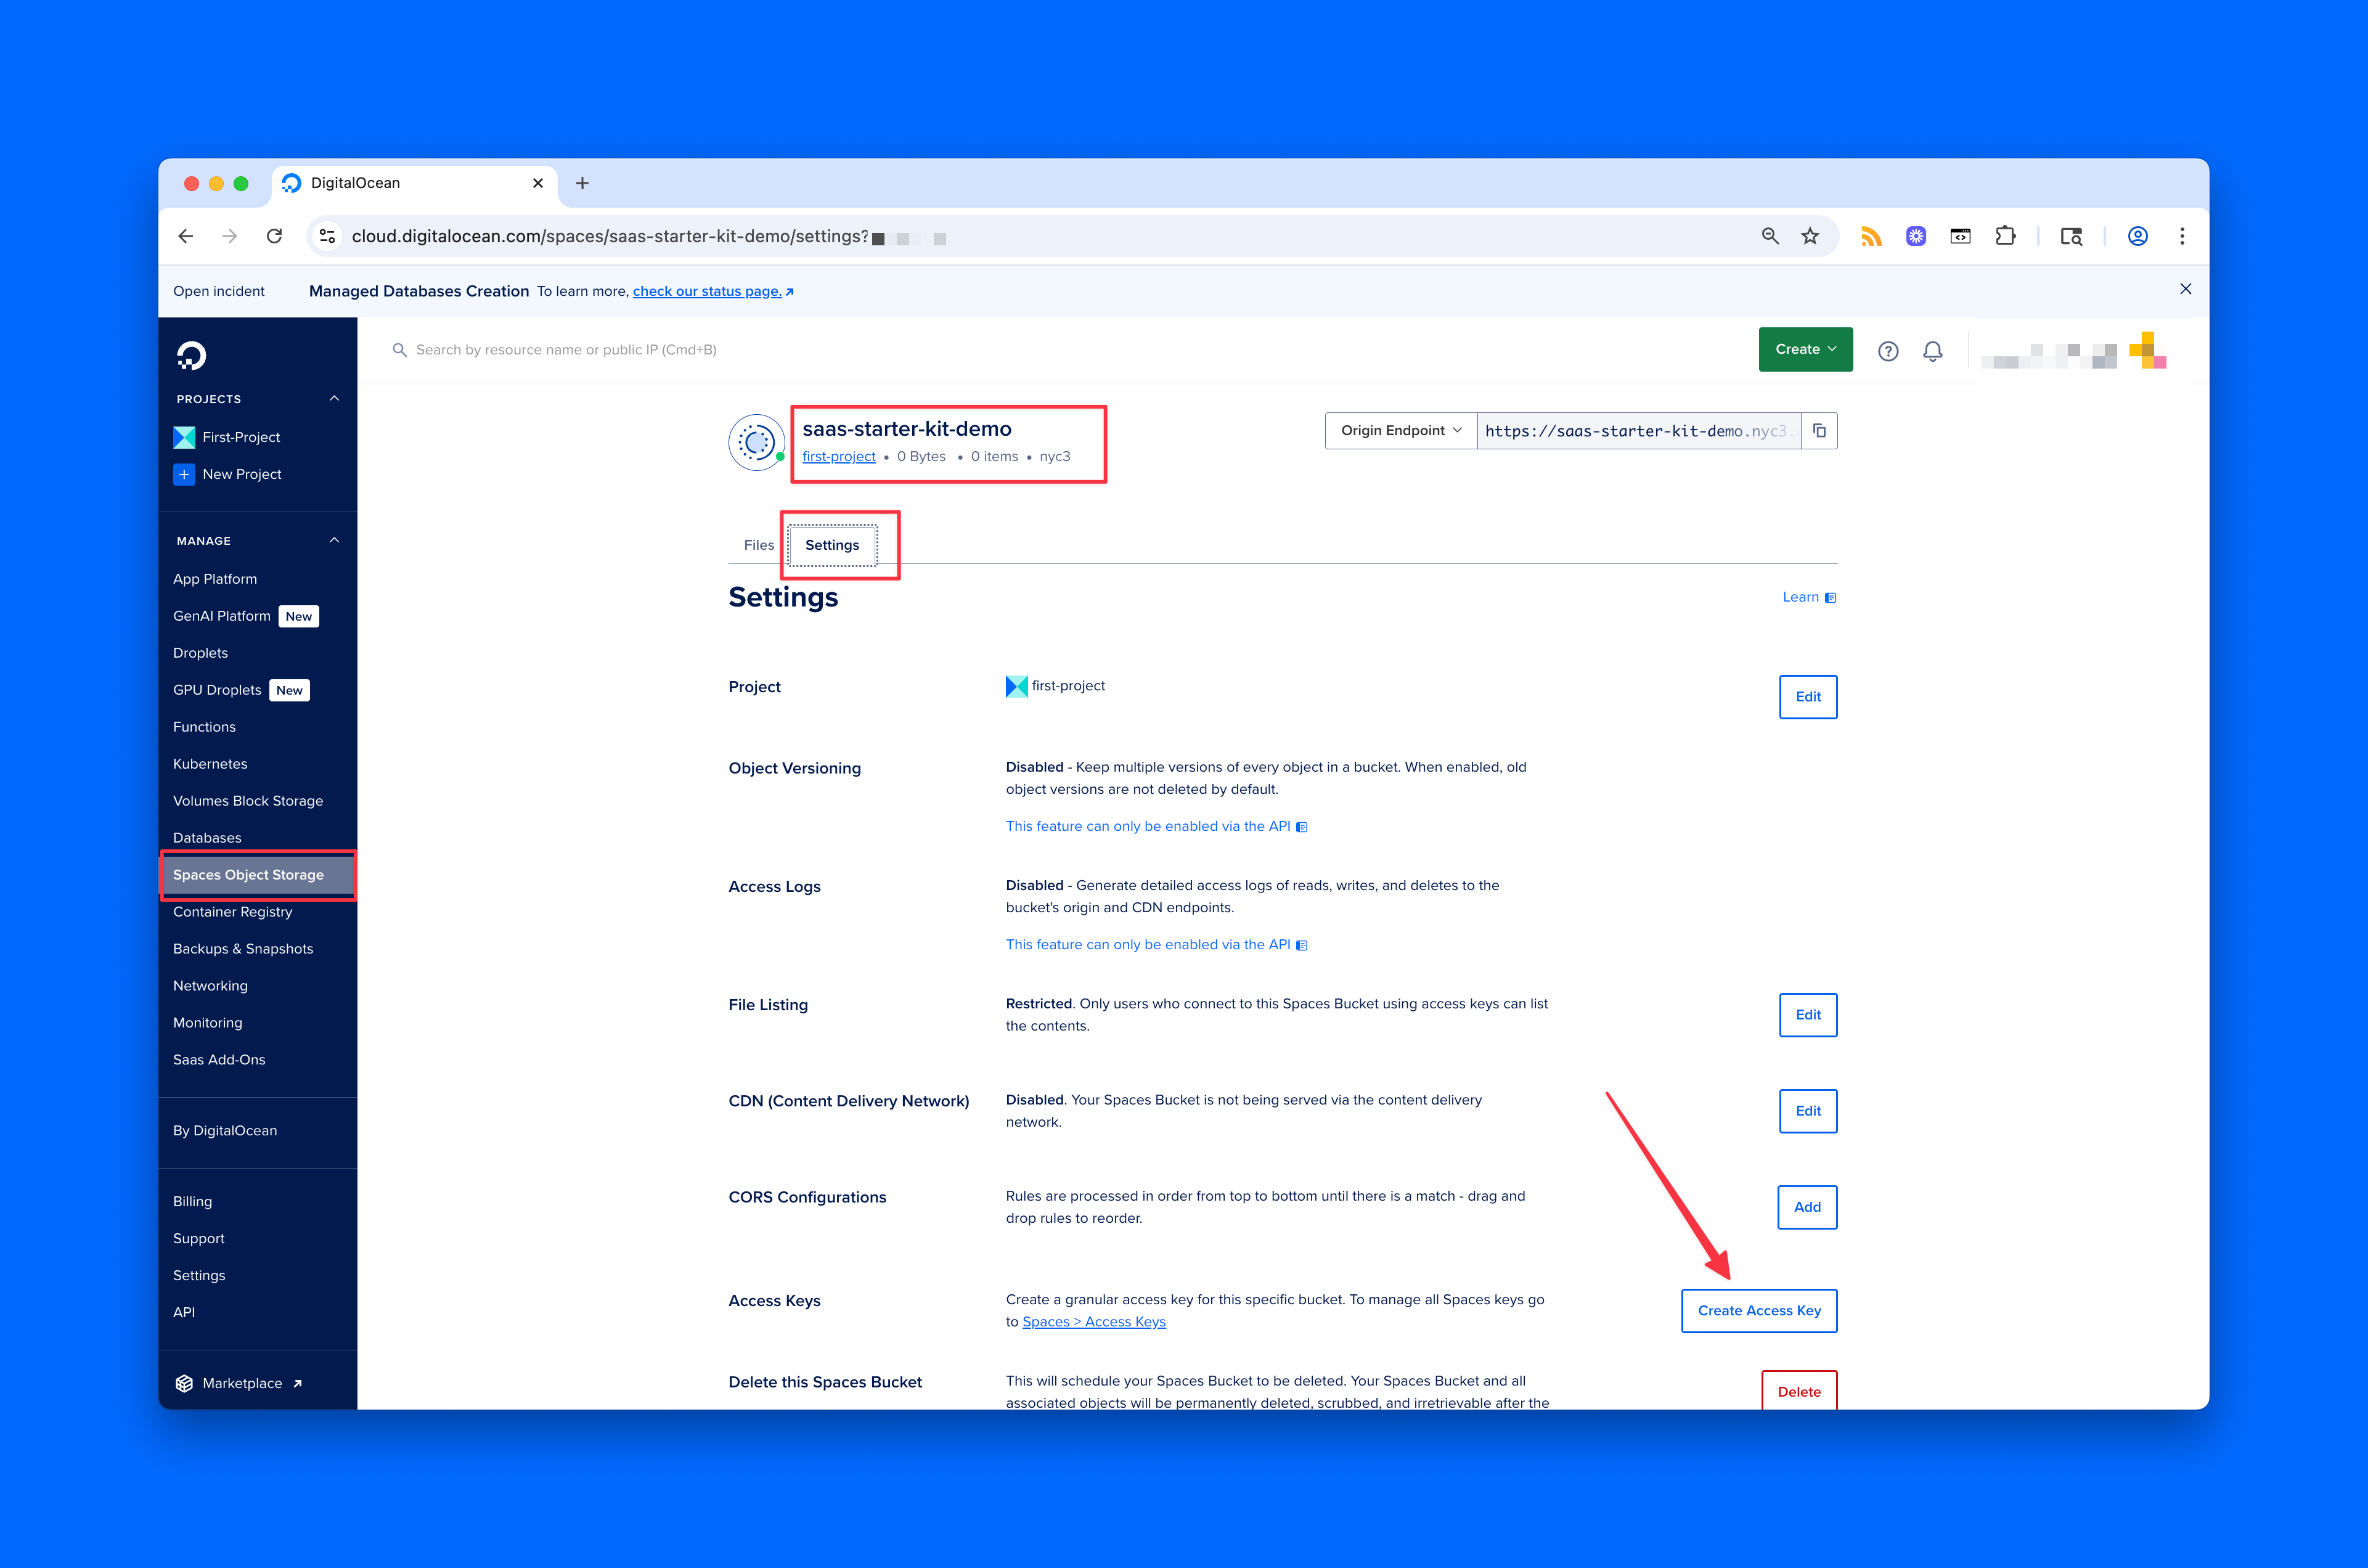 DigitalOcean
cloud.digitalocean.com/spaces/saas-starter-kit-demo/settings?
Open incident Managed Databases Creation To learn more, check our status page.
Search by resource name or public IP (Cmd+B)
Create
PROJECTS
First-Project
New Project
MANAGE
App Platform
GenAI Platform New
Droplets
GPU Droplets New
Functions
Kubernetes
Volumes Block Storage
Databases
Spaces Object Storage
Container Registry
Backups & Snapshots
Networking
Monitoring
Saas Add-Ons
By DigitalOcean
Billing
Support
Settings
API
Marketplace
saas-starter-kit-demo
first-project • 0 Bytes • 0 items • nyc3
Origin Endpoint https://saas-starter-kit-demo.nyc3.
Files Settings
Settings
Learn
Project
first-project
Edit
Object Versioning
Disabled - Keep multiple versions of every object in a bucket. When enabled, old
object versions are not deleted by default.
This feature can only be enabled via the API
Access Logs
Disabled - Generate detailed access logs of reads, writes, and deletes to the
bucket's origin and CDN endpoints.
This feature can only be enabled via the API
File Listing
Restricted. Only users who connect to this Spaces Bucket using access keys can list
the contents.
Edit
CDN (Content Delivery Network)
Disabled. Your Spaces Bucket is not being served via the content delivery
network.
Edit
CORS Configurations
Rules are processed in order from top to bottom until there is a match - drag and
drop rules to reorder.
Add
Access Keys
Create a granular access key for this specific bucket. To manage all Spaces keys go
to Spaces > Access Keys
Create Access Key
Delete this Spaces Bucket
This will schedule your Spaces Bucket to be deleted. Your Spaces Bucket and all
associated objects will be permanently deleted, scrubbed, and irretrievable after the
Delete